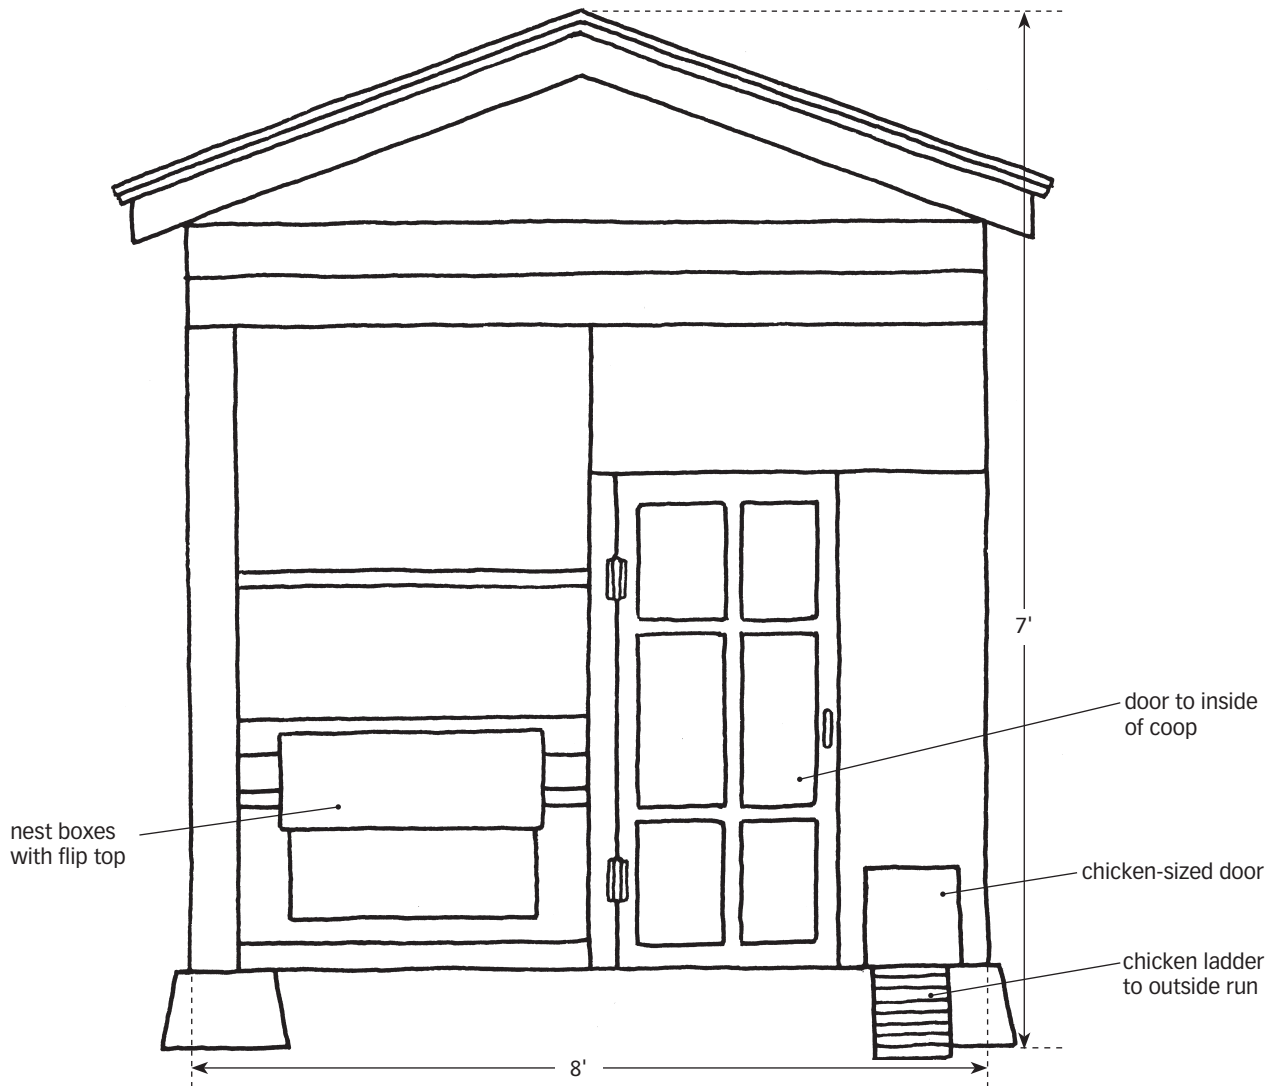 7'
door to inside
of coop
nest boxes
with flip top
chicken-sized door
chicken ladder
to outside run
8'